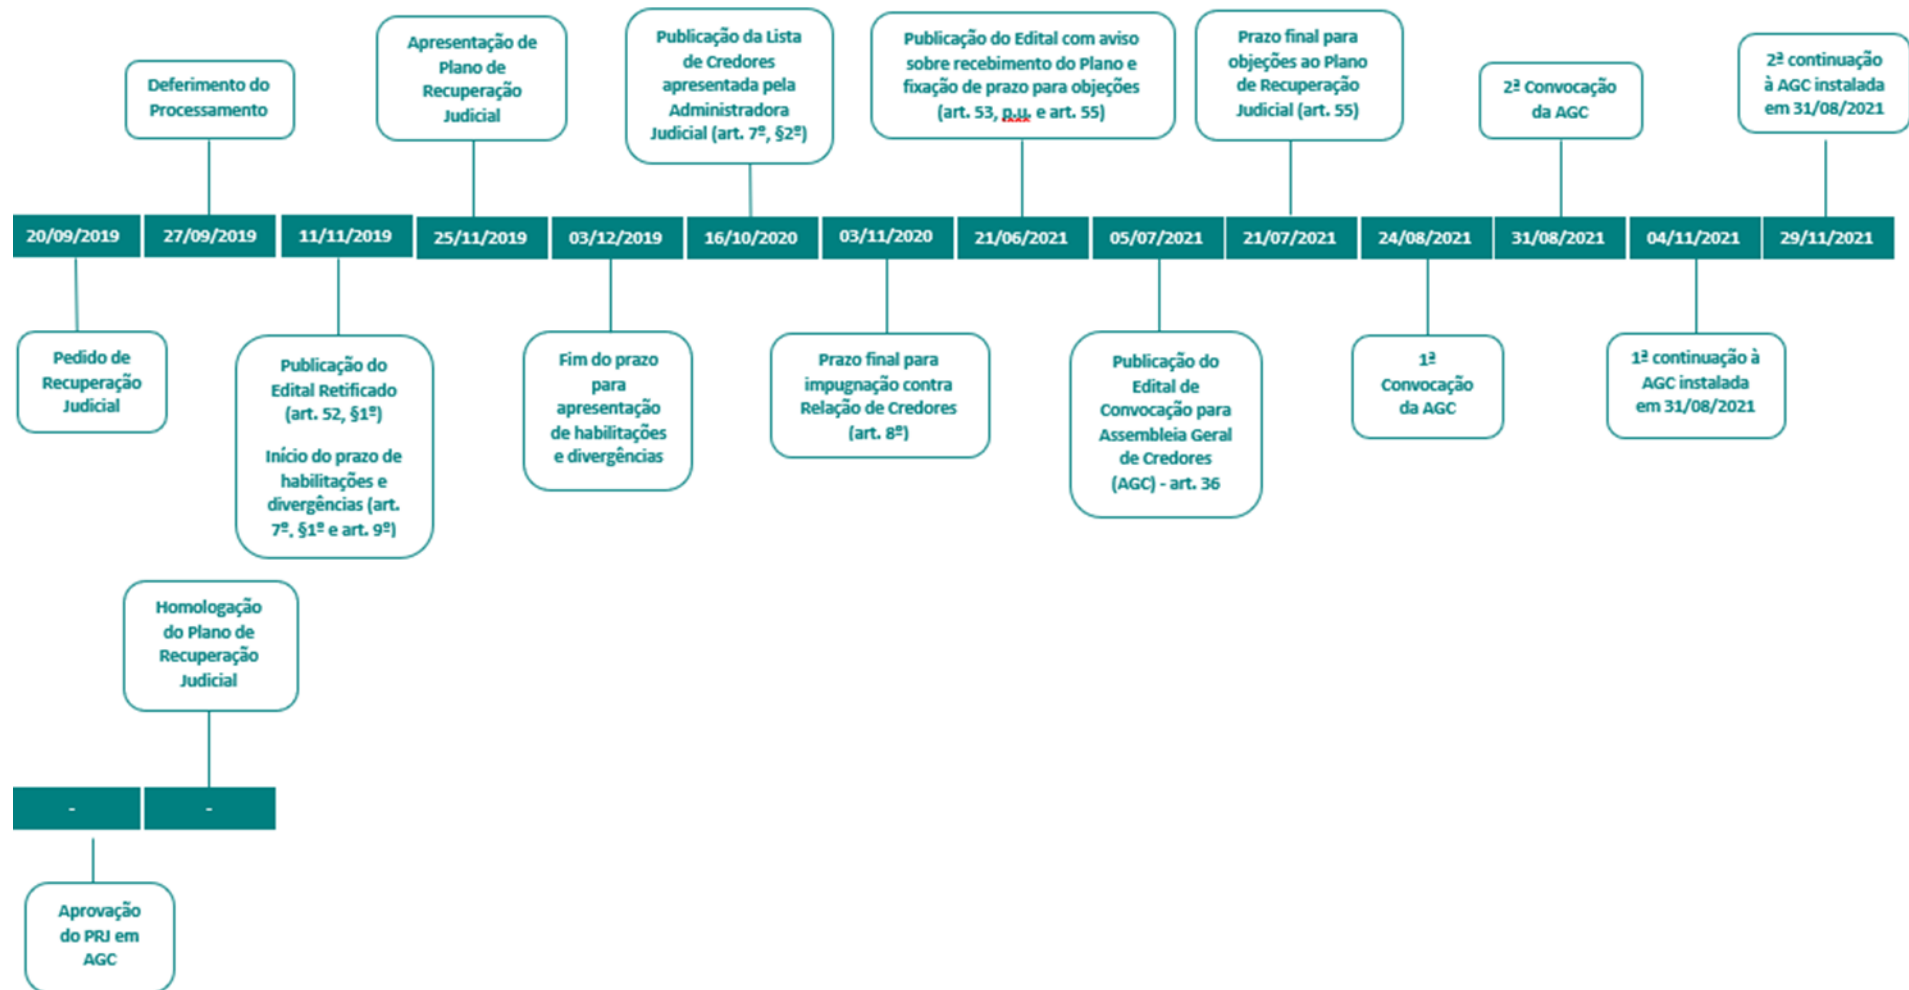 Deferimento do
Processamento
Apresentação de
Plano de
Recuperação
Judicial
Publicação da Lista
de Credores
apresentada pela
Administradora
Judicial (art. 7º, §2º)
Publicação do Edital com aviso
sobre recebimento do Plano e
fixação de prazo para objeções
(art. 53, p.u. e art. 55)
Prazo final para
objeções ao Plano
de Recuperação
Judicial (art. 55)
2ª Convocação
da AGC
2ª continuação
à AGC instalada
em 31/08/2021
20/09/2019 27/09/2019 11/11/2019 25/11/2019 03/12/2019 16/10/2020 03/11/2020 21/06/2021 05/07/2021 21/07/2021 24/08/2021 31/08/2021 04/11/2021 29/11/2021
Pedido de
Recuperação
Judicial
Publicação do
Edital Retificado
(art. 52, §1º)
Início do prazo de
habilitações e
divergências (art.
7º, §1º e art. 9º)
Fim do prazo
para
apresentação
de habilitações
e divergências
Prazo final para
impugnação contra
Relação de Credores
(art. 8º)
Publicação do
Edital de
Convocação para
Assembleia Geral
de Credores
(AGC) - art. 36
1ª
Convocação
da AGC
1ª continuação à
AGC instalada
em 31/08/2021
Homologação
do Plano de
Recuperação
Judicial
- -
Aprovação
do PRJ em
AGC